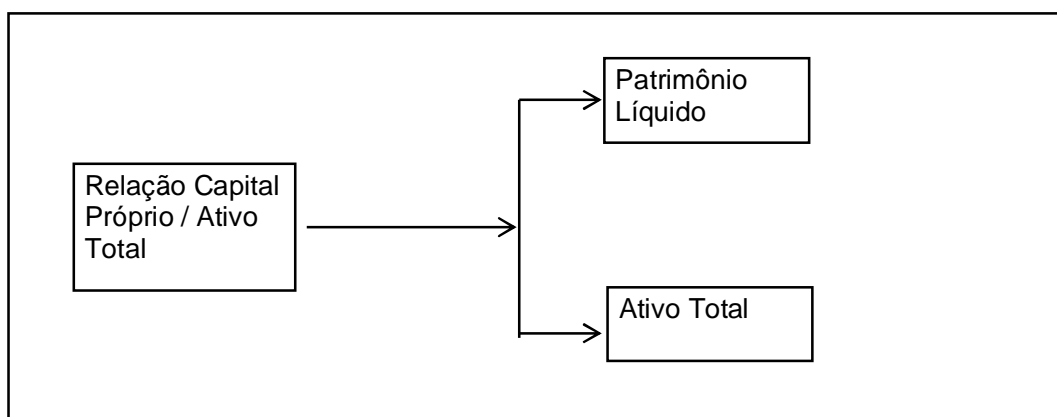 Patrimônio
Líquido
Relação Capital
Próprio / Ativo
Total
Ativo Total